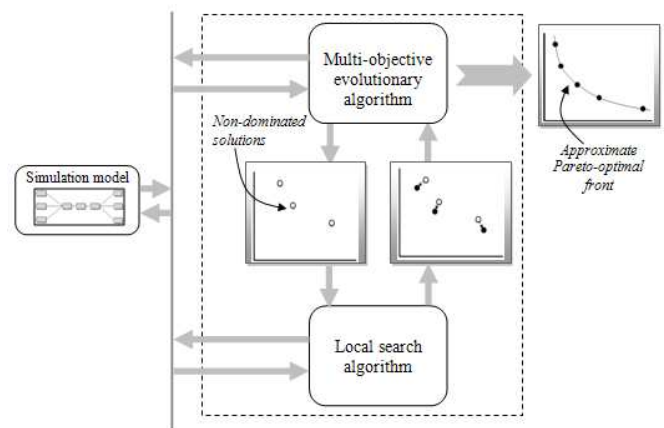 Multi-objective
evolutionary
algorithm
Non-dominated
solutions
Approximate
Pareto-optimal
front
Simulation model
Local search
algorithm